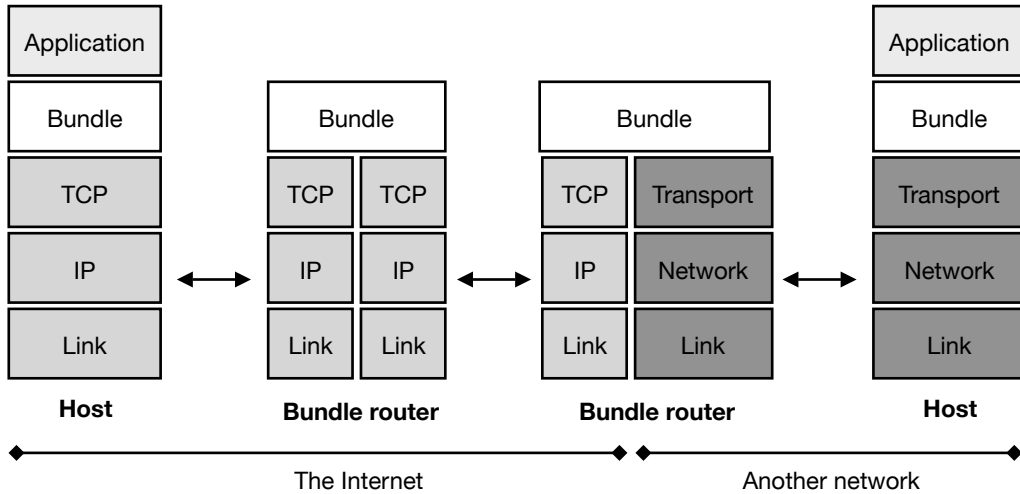 Application Application
Bundle Bundle Bundle Bundle
TCP TCP TCP TCP Transport Transport
IP IP IP IP Network Network
Link Link Link Link Link Link
Host Bundle router Bundle router Host
The Internet Another network